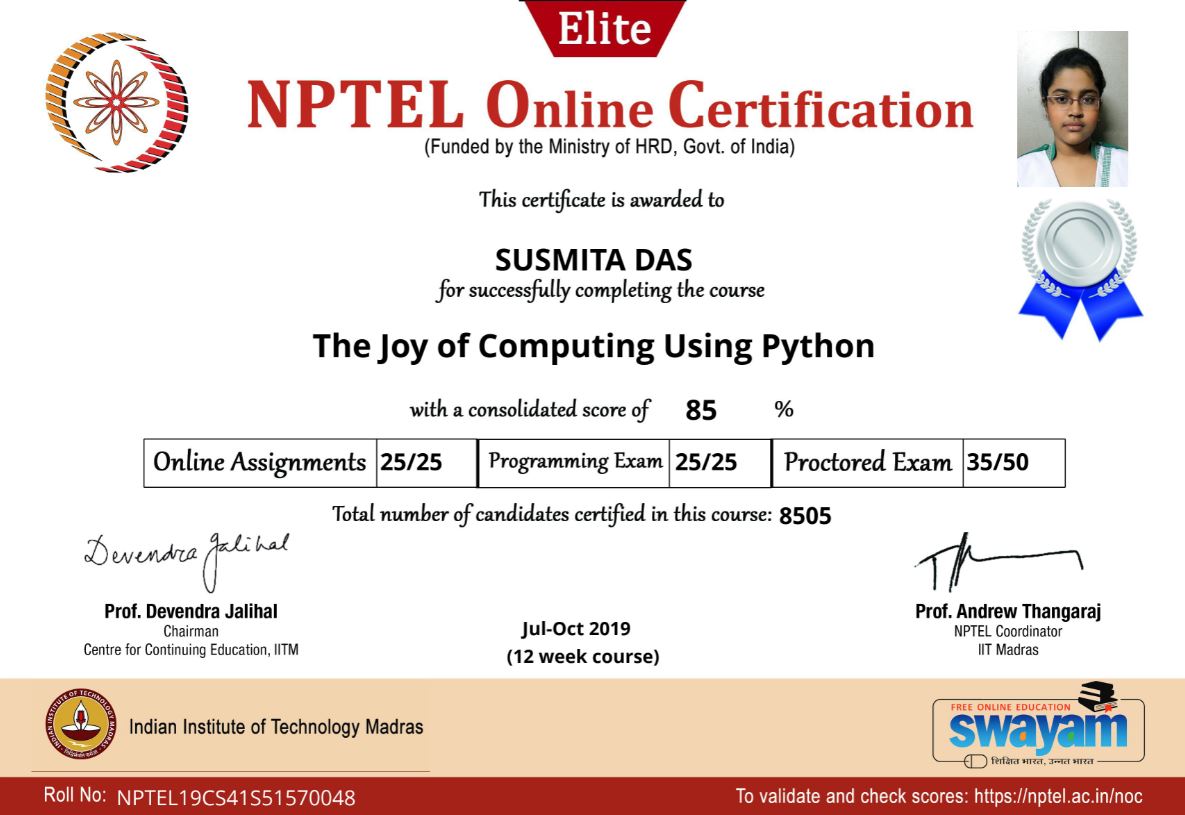 Elite
NPTEL Online Certification
(Funded by the Ministry of HRD, Govt. of India)
This certificate is awarded to
SUSMITA DAS
for successfully completing the course
The Joy of Computing Using Python
with a consolidated score of 85 %
Online Assignments 25/25 Programming Exam 25/25 Proctored Exam 35/50
Total number of candidates certified in this course: 8505
Devendra Jalihal
Prof. Devendra Jalihal
Chairman
Centre for Continuing Education, IITM
Jul-Oct 2019
(12 week course)
Prof. Andrew Thangaraj
NPTEL Coordinator
IIT Madras
INDIAN INSTITUTE OF TECHNOLOGY MADRAS
Indian Institute of Technology Madras
FREE ONLINE EDUCATION
swayam
शिक्षित भारत, उन्नत भारत
Roll No: NPTEL19CS41S51570048
To validate and check scores: https://nptel.ac.in/noc